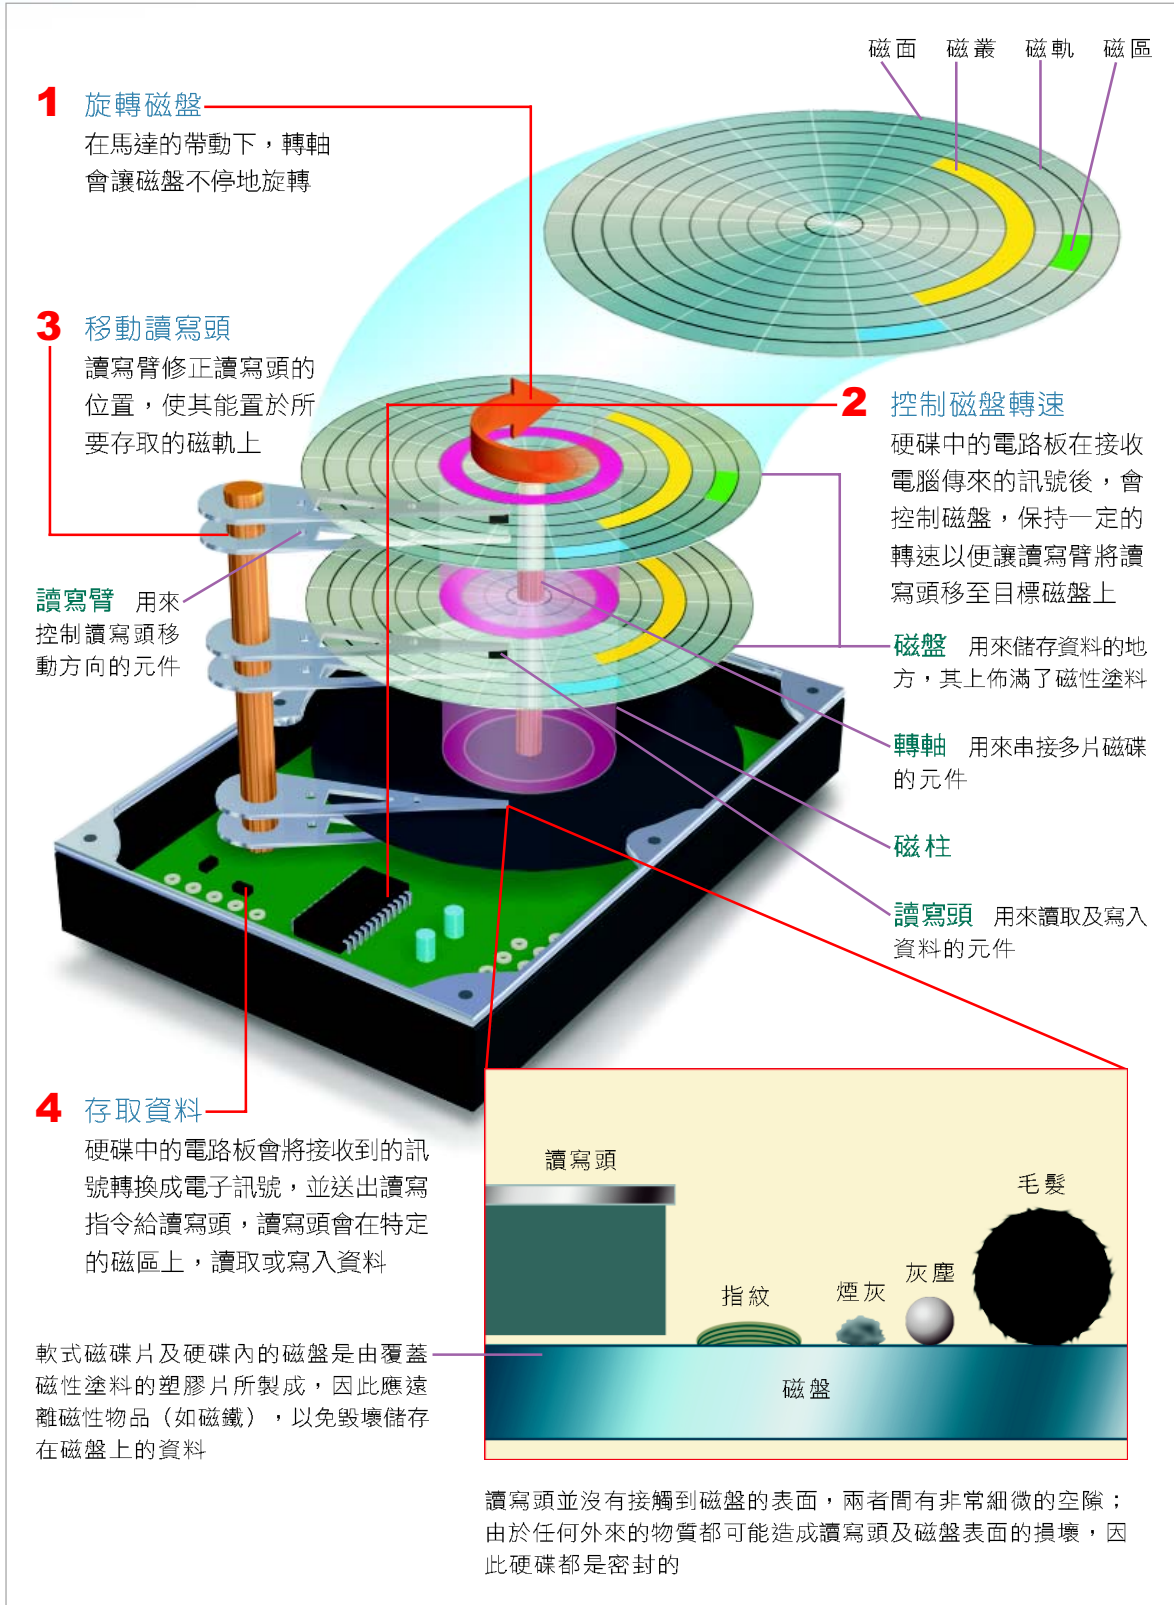 磁面 磁叢 磁軌 磁區
1 旋轉磁盤
在馬達的帶動下，轉軸
會讓磁盤不停地旋轉
3 移動讀寫頭
讀寫臂修正讀寫頭的
位置，使其能置於所
要存取的磁軌上
2 控制磁盤轉速
硬碟中的電路板在接收
電腦傳來的訊號後，會
控制磁盤，保持一定的
轉速以便讓讀寫臂將讀
寫頭移至目標磁盤上
讀寫臂 用來
控制讀寫頭移
動方向的元件
磁盤 用來儲存資料的地
方，其上佈滿了磁性塗料
轉軸 用來串接多片磁碟
的元件
磁柱
讀寫頭 用來讀取及寫入
資料的元件
4 存取資料
硬碟中的電路板會將接收到的訊
號轉換成電子訊號，並送出讀寫
指令給讀寫頭，讀寫頭會在特定
的磁區上，讀取或寫入資料
軟式磁碟片及硬碟內的磁盤是由覆蓋
磁性塗料的塑膠片所製成，因此應遠
離磁性物品（如磁鐵），以免毀壞儲存
在磁盤上的資料
讀寫頭
毛髮
灰塵
煙灰
指紋
磁盤
讀寫頭並沒有接觸到磁盤的表面，兩者間有非常細微的空隙；
由於任何外來的物質都可能造成讀寫頭及磁盤表面的損壞，因
此硬碟都是密封的